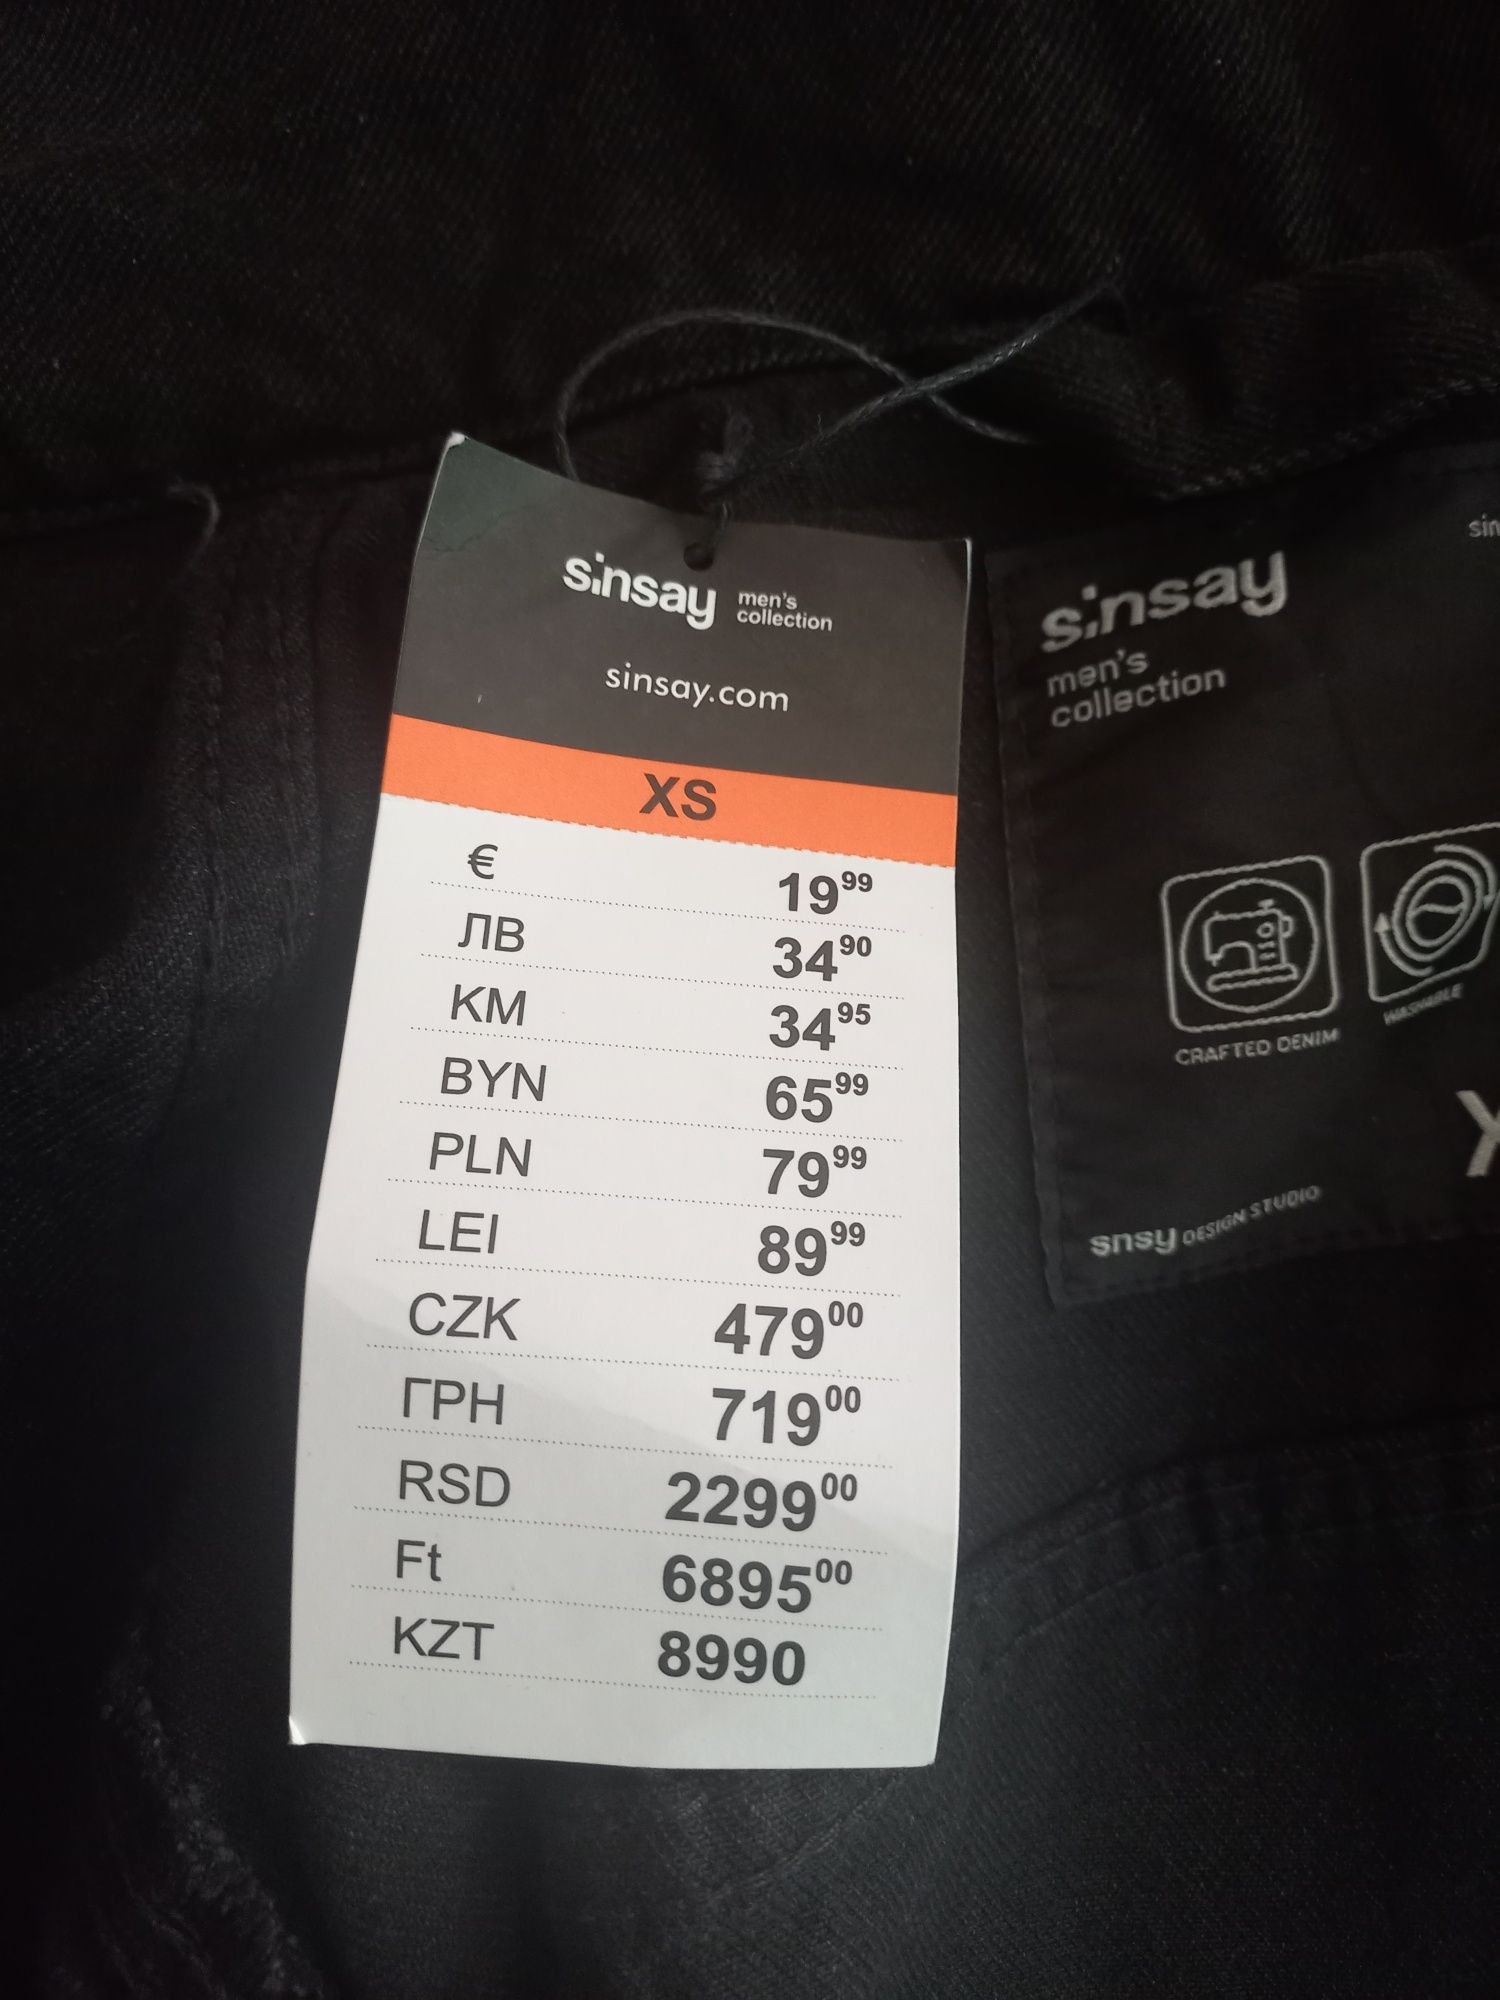 sinsay men's
collection
sinsay.com
XS
€ 19⁹⁹
ЛВ 34⁹⁰
KM 34⁹⁵
BYN 65⁹⁹
PLN 79⁹⁹
LEI 89⁹⁹
CZK 479⁰⁰
ГРН 719⁰⁰
RSD 2299⁰⁰
Ft 6895⁰⁰
KZT 8990
sinsay
men's
collection
CRAFTED DENIM
WASHABLE
snsy DESIGN STUDIO